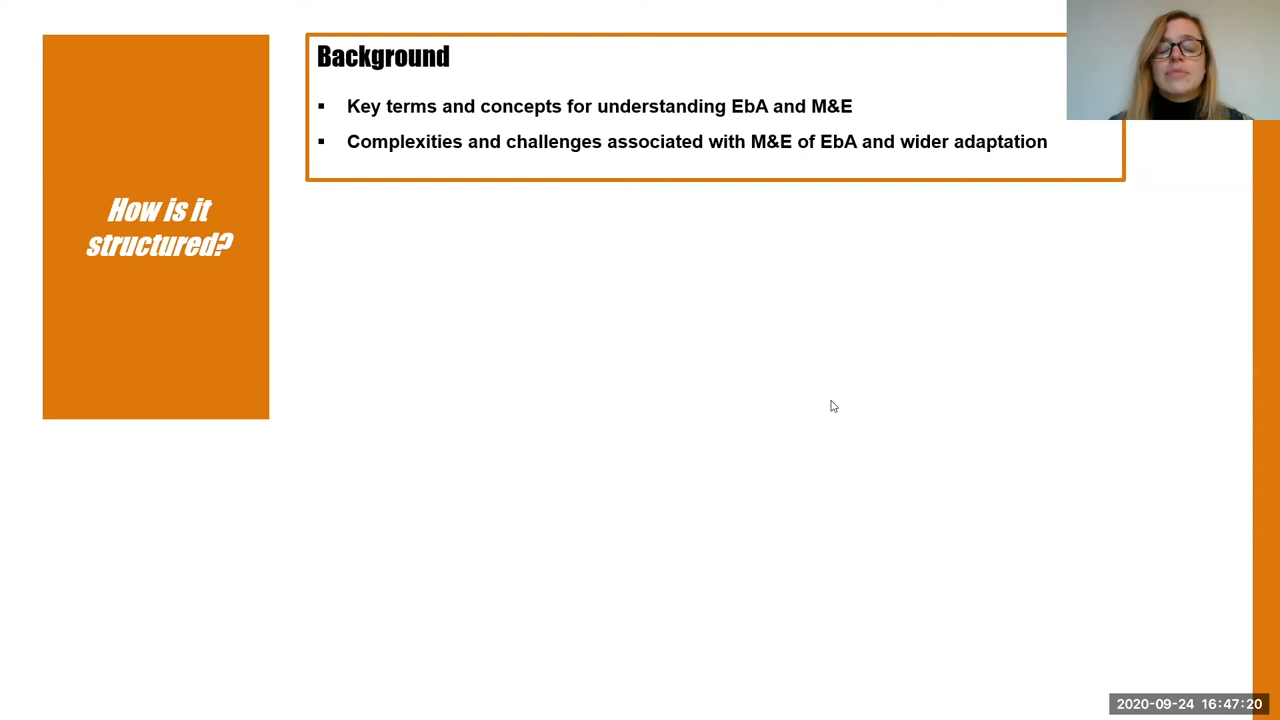 How is it
structured?
Background
▪ Key terms and concepts for understanding EbA and M&E
▪ Complexities and challenges associated with M&E of EbA and wider adaptation
2020-09-24 16:47:20